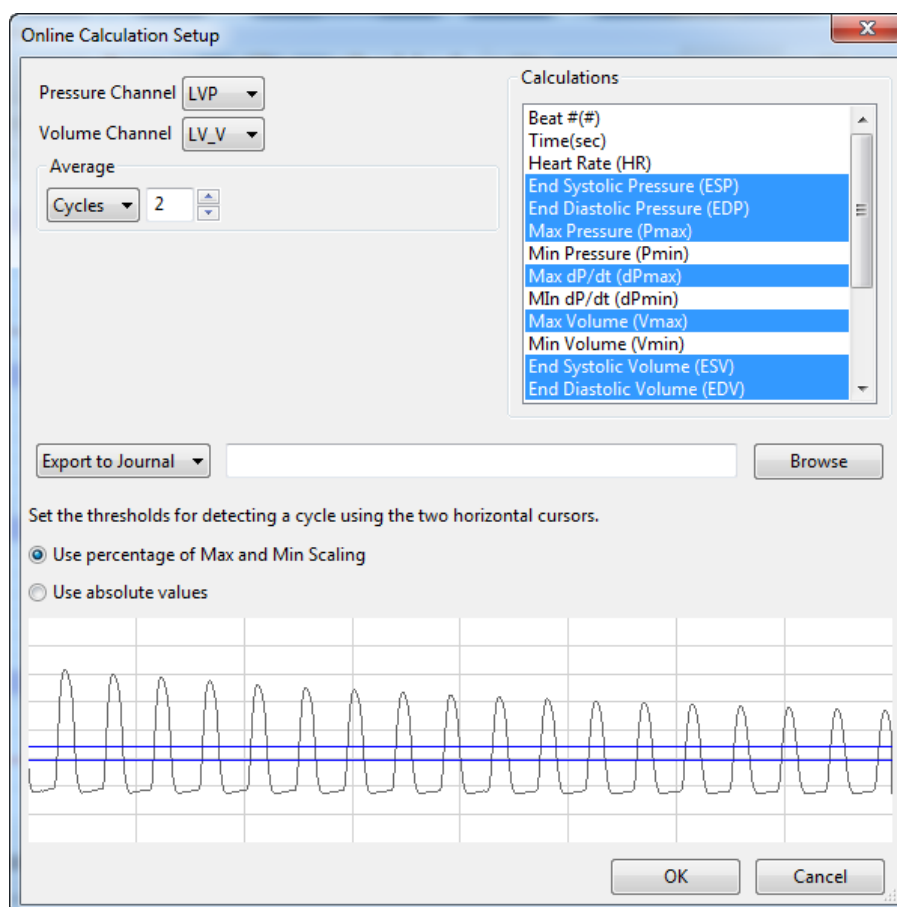 Online Calculation Setup
Pressure Channel LVP
Volume Channel LV_V
Average
Cycles 2
Calculations
Beat #(#)
Time(sec)
Heart Rate (HR)
End Systolic Pressure (ESP)
End Diastolic Pressure (EDP)
Max Pressure (Pmax)
Min Pressure (Pmin)
Max dP/dt (dPmax)
MIn dP/dt (dPmin)
Max Volume (Vmax)
Min Volume (Vmin)
End Systolic Volume (ESV)
End Diastolic Volume (EDV)
Export to Journal Browse
Set the thresholds for detecting a cycle using the two horizontal cursors.
Use percentage of Max and Min Scaling
Use absolute values
OK Cancel